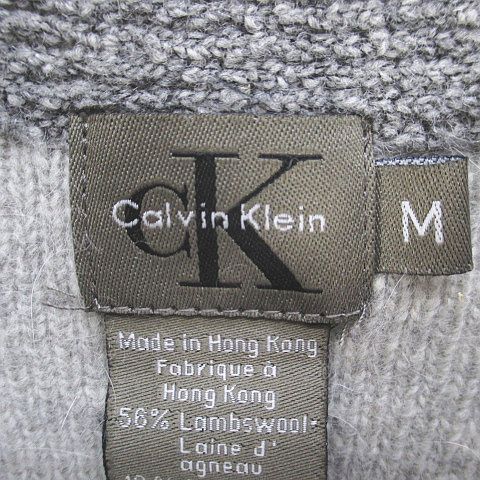 cK
Calvin Klein
M
Made in Hong Kong
Fabrique à
Hong Kong
56% Lambswool-
Laine d'
agneau